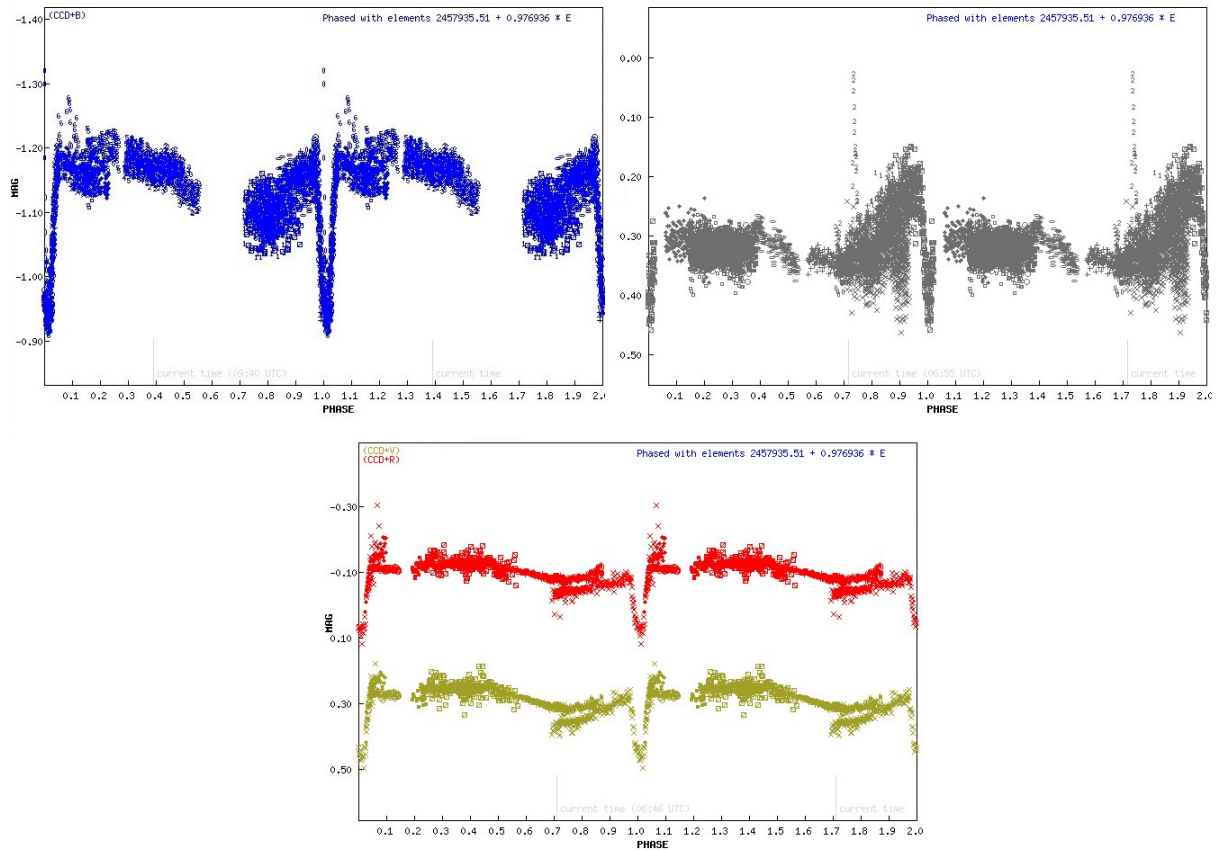 (CCD+B)
Phased with elements 2457935.51 + 0.976936 * E
-1.40
-1.30
-1.20
MAG
-1.10
-1.00
-0.90
current time (09:40 UTC)
current time
0.1 0.2 0.3 0.4 0.5 0.6 0.7 0.8 0.9 1.0 1.1 1.2 1.3 1.4 1.5 1.6 1.7 1.8 1.9 2.0
PHASE
Phased with elements 2457935.51 + 0.976936 * E
0.00
0.10
0.20
0.30
0.40
0.50
current time (06:55 UTC)
current time
0.1 0.2 0.3 0.4 0.5 0.6 0.7 0.8 0.9 1.0 1.1 1.2 1.3 1.4 1.5 1.6 1.7 1.8 1.9 2.0
PHASE
(CCD+V)
(CCD+R)
Phased with elements 2457935.51 + 0.976936 * E
-0.30
-0.10
MAG
0.10
0.30
0.50
current time (06:46 UTC)
current time
0.1 0.2 0.3 0.4 0.5 0.6 0.7 0.8 0.9 1.0 1.1 1.2 1.3 1.4 1.5 1.6 1.7 1.8 1.9 2.0
PHASE